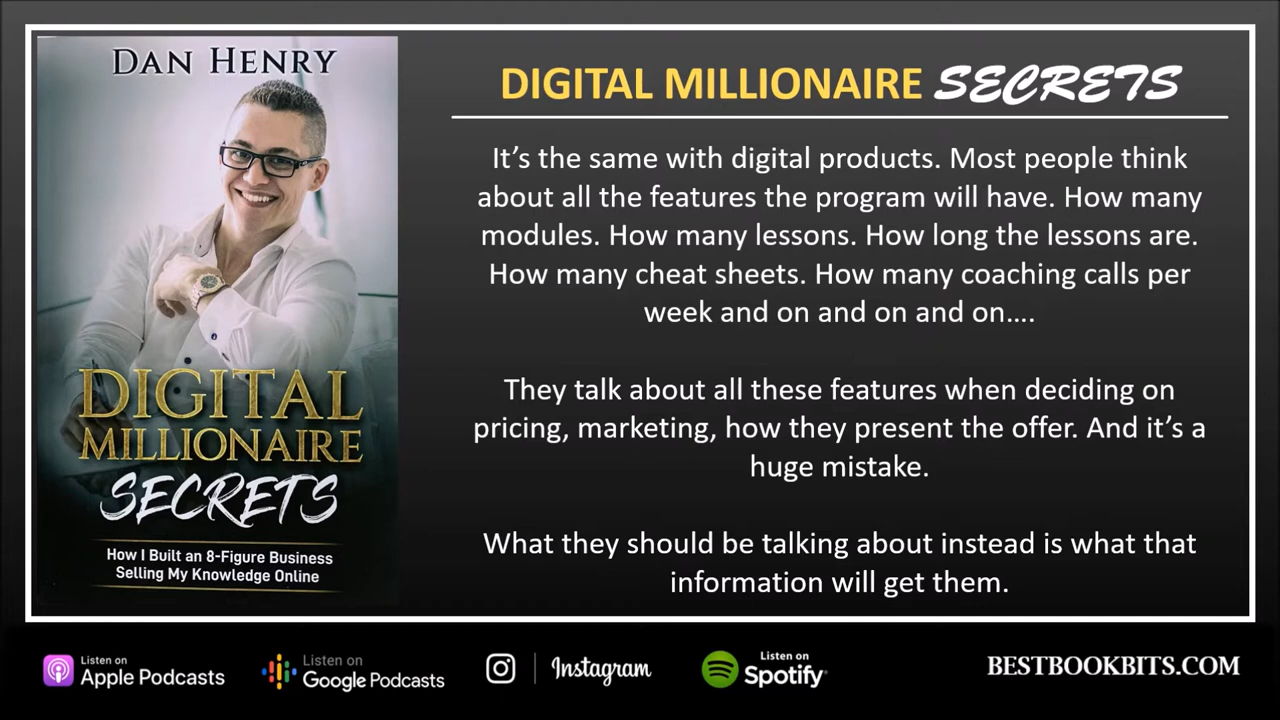 DAN HENRY
DIGITAL
MILLIONAIRE
SECRETS
How I Built an 8-Figure Business
Selling My Knowledge Online
DIGITAL MILLIONAIRE SECRETS
It’s the same with digital products. Most people think
about all the features the program will have. How many
modules. How many lessons. How long the lessons are.
How many cheat sheets. How many coaching calls per
week and on and on and on….
They talk about all these features when deciding on
pricing, marketing, how they present the offer. And it’s a
huge mistake.
What they should be talking about instead is what that
information will get them.
Listen on
Apple Podcasts
Listen on
Google Podcasts
Instagram
Listen on
Spotify
BESTBOOKBITS.COM